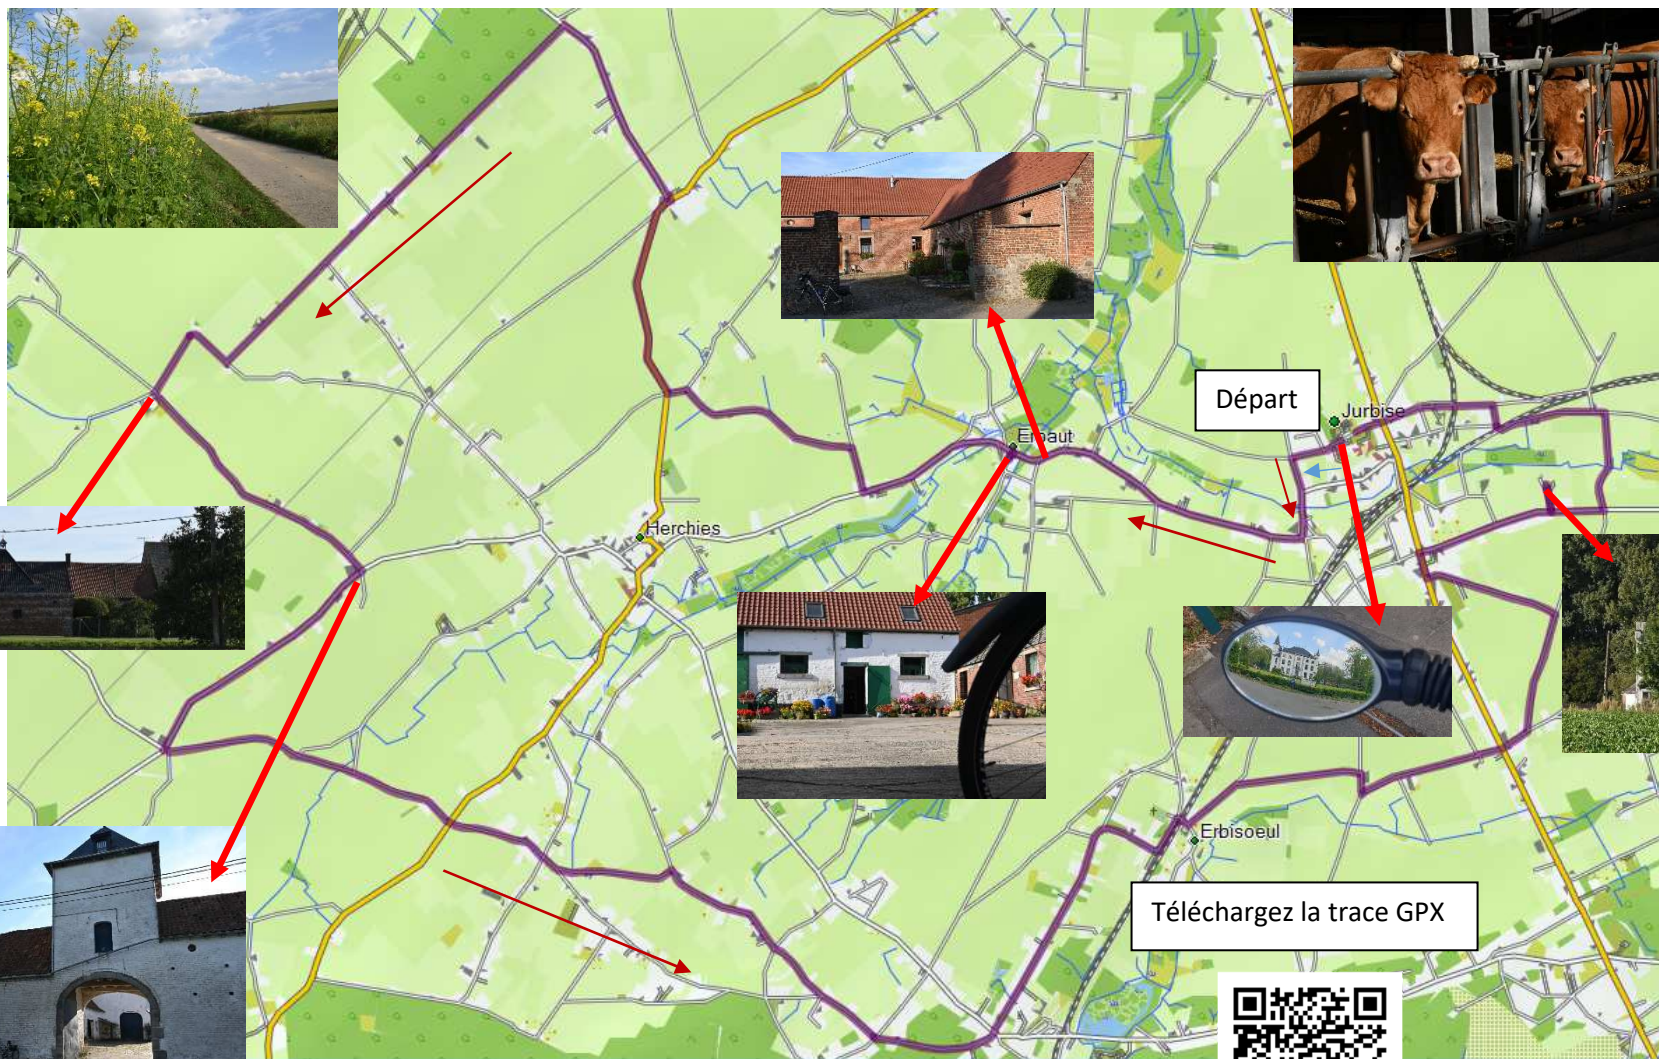 Départ
Jurbise
Erbaut
Herchies
Erbisoeul
Téléchargez la trace GPX